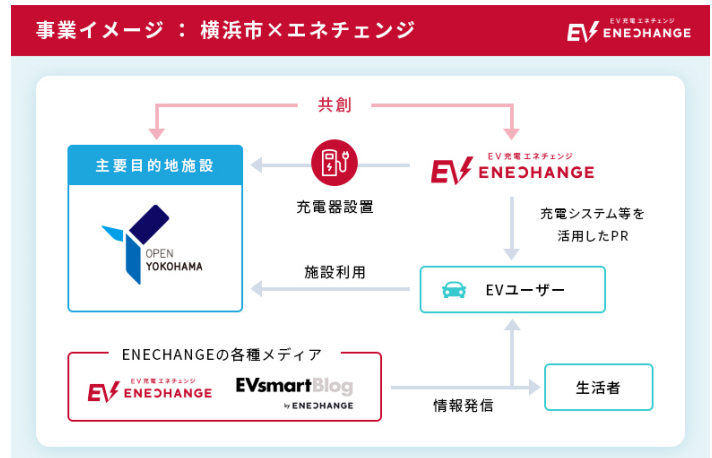 事業イメージ ： 横浜市×エネチェンジ
EV充電エネチェンジ
EV ENECHANGE
共創
主要目的地施設
OPEN
YOKOHAMA
充電器設置
EV充電エネチェンジ
EV ENECHANGE
充電システム等を
活用したPR
施設利用
EVユーザー
ENECHANGEの各種メディア
EV充電エネチェンジ
EV ENECHANGE
EVsmartBlog
by ENECHANGE
情報発信
生活者